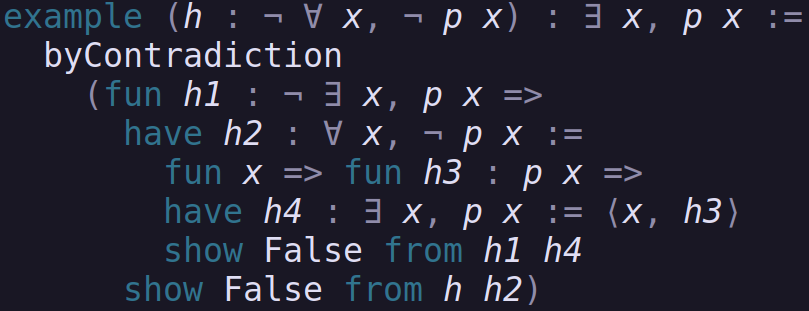 example (h : ¬ ∀ x, ¬ p x) : ∃ x, p x :=
  byContradiction
    (fun h1 : ¬ ∃ x, p x =>
      have h2 : ∀ x, ¬ p x :=
        fun x => fun h3 : p x =>
        have h4 : ∃ x, p x := ⟨x, h3⟩
        show False from h1 h4
      show False from h h2)